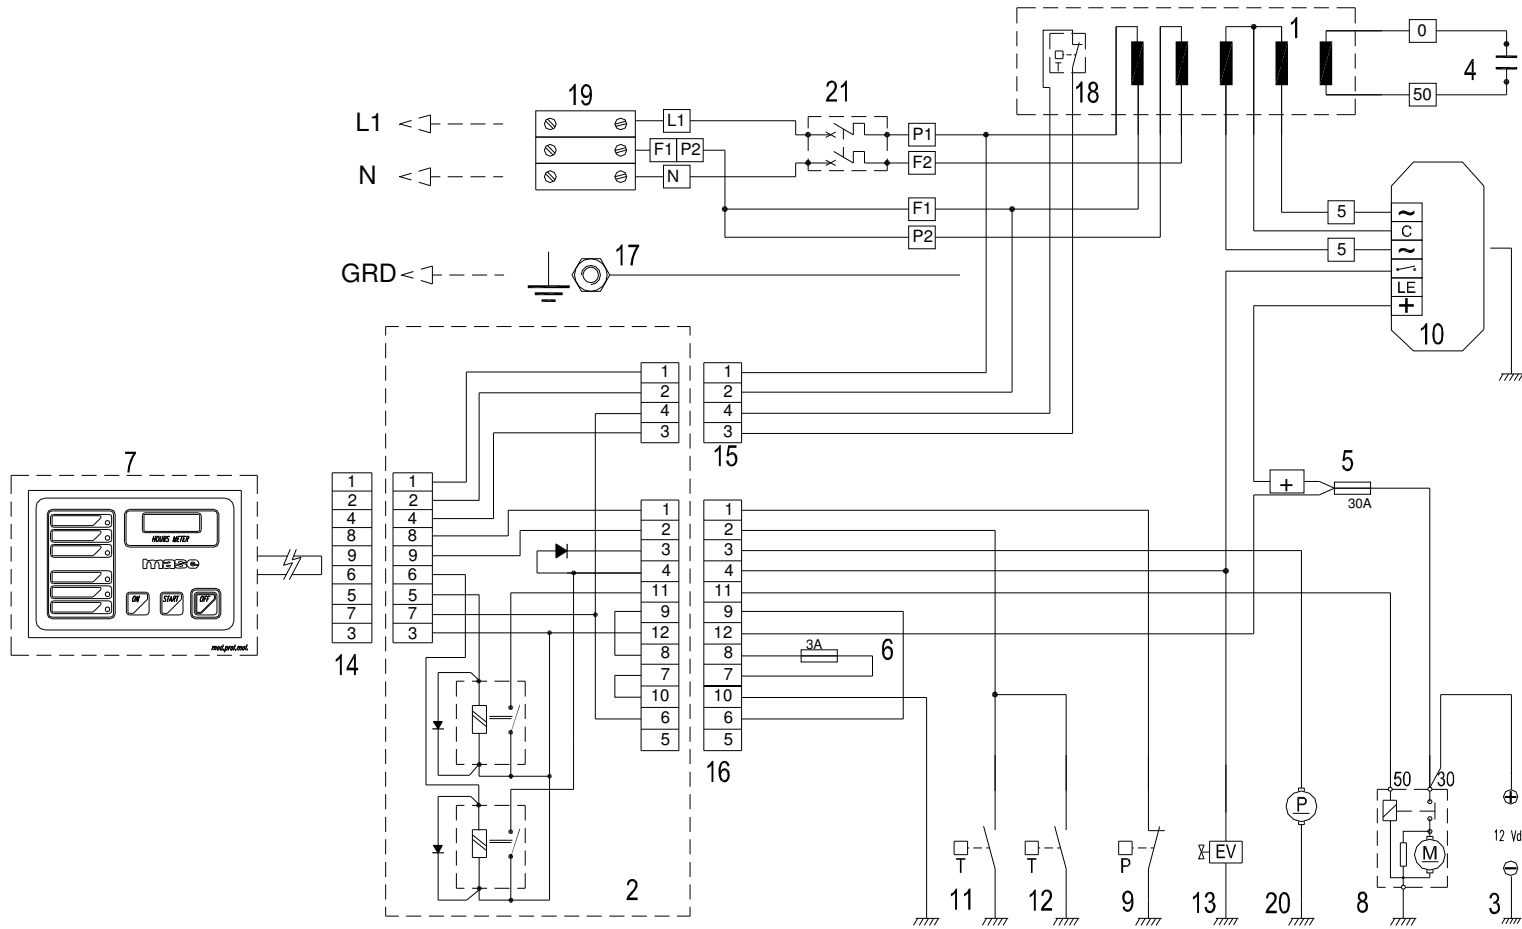 1
0
4
50
18
19
21
L1
L1
P1
F1 P2
F2
N
N
F1
P2
5
~
C
5
~
LE
+
10
GRD
17
T
1
2
4
3
1
2
4
3
15
7
HOURS METER
mase
ON
START
OFF
mod.prot.mot.
1
2
4
8
9
6
5
7
3
14
1
2
4
8
9
6
5
7
3
1
2
3
4
11
9
12
8
7
10
6
5
1
2
3
4
11
9
12
8
7
10
6
5
16
3A
6
+
5
30A
2
T
11
T
12
P
9
EV
13
P
20
50
30
M
8
+
12 Vd
−
3